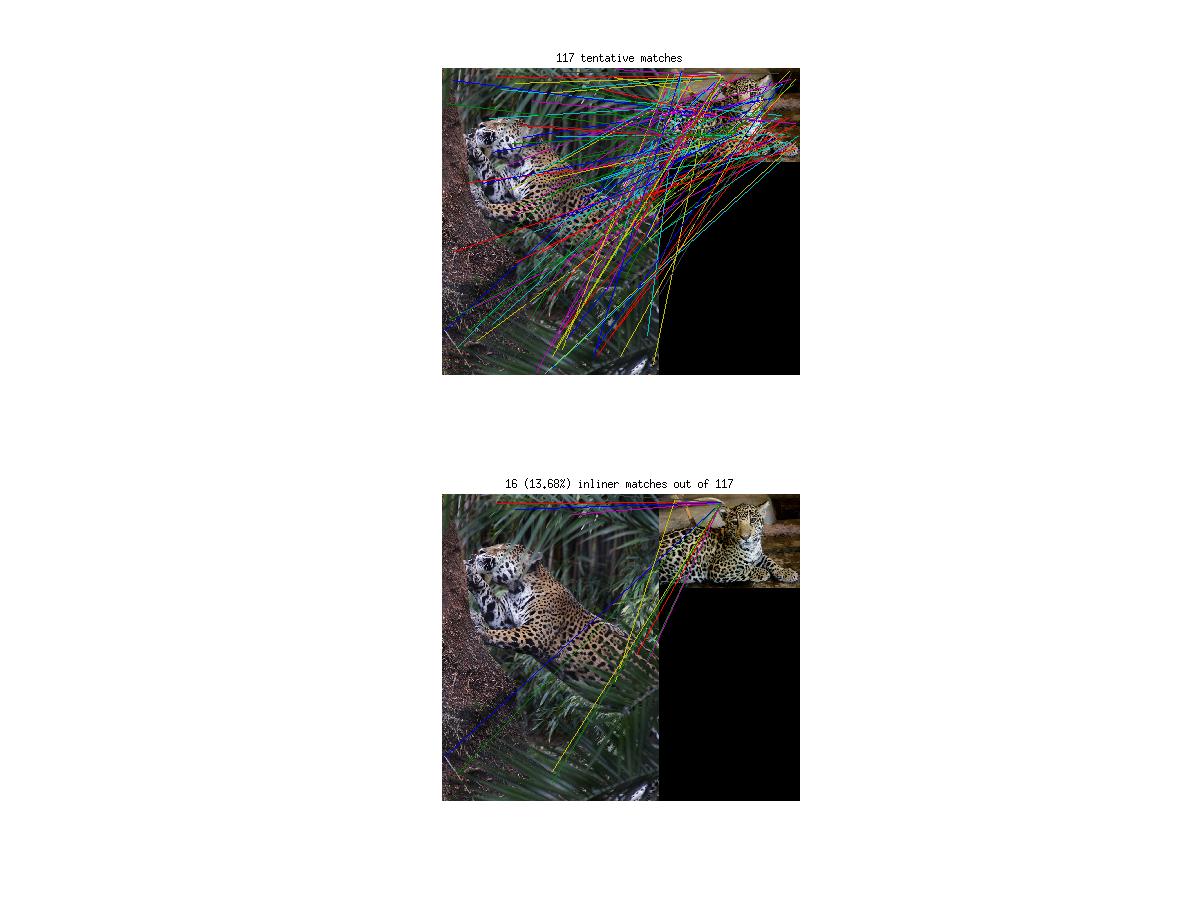 117 tentative matches
16 (13.68%) inliner matches out of 117